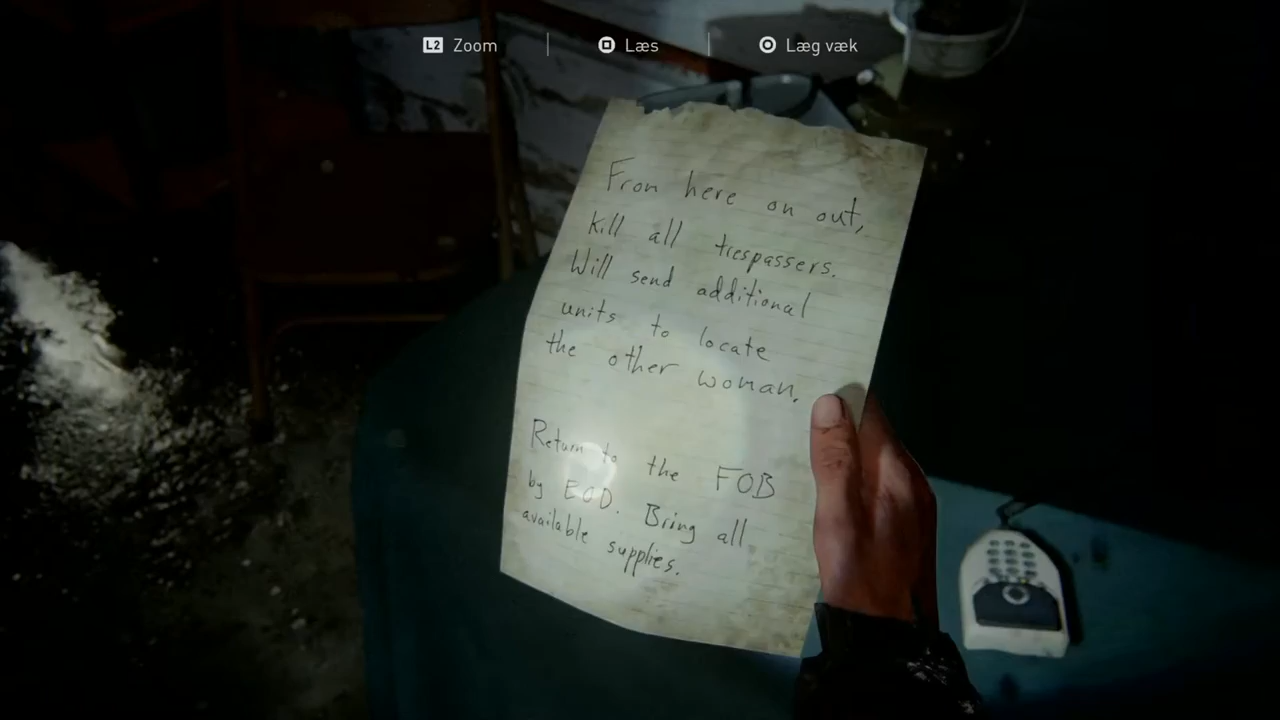 L2 Zoom
Læs
Læg væk
From here on out,
kill all trespassers.
Will send additional
units to locate
the other woman.
Return to the FOB
by EOD. Bring all
available supplies.